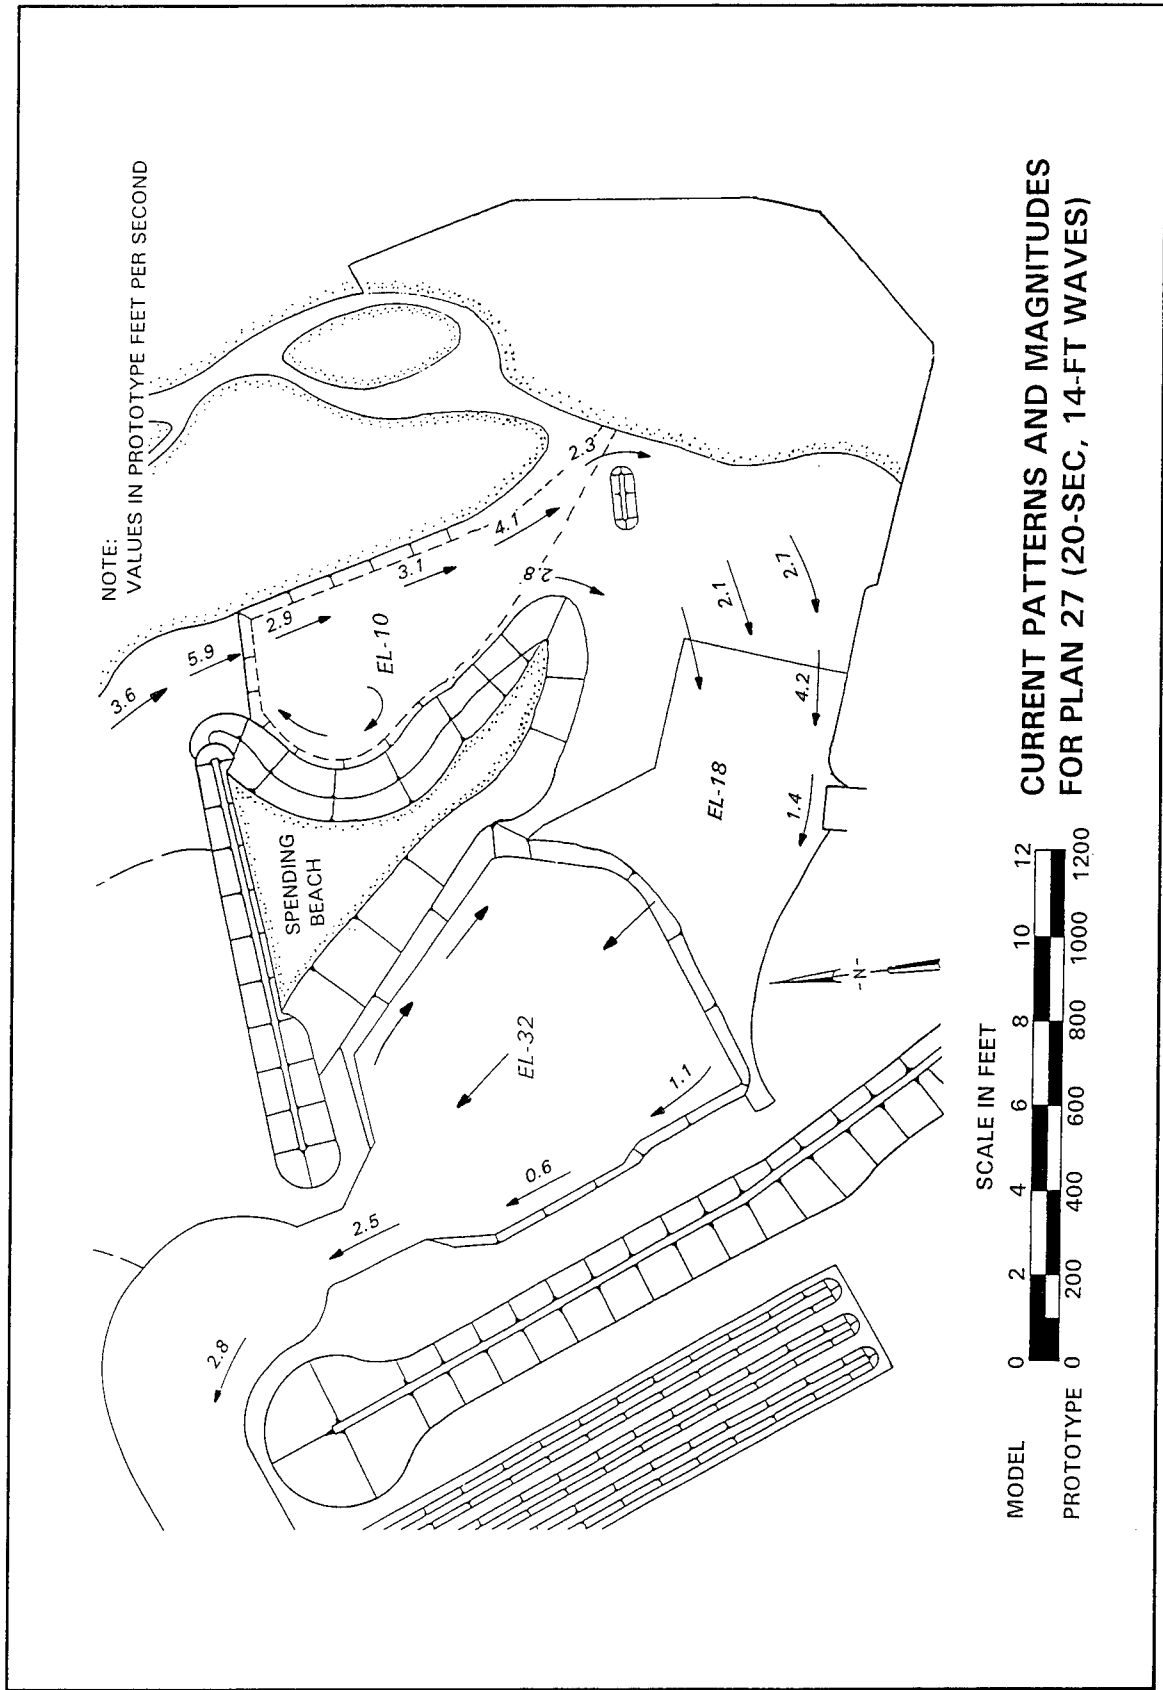 NOTE:
VALUES IN PROTOTYPE FEET PER SECOND
3.6
5.9
2.9
3.1
4.1
2.3
2.8
EL-10
SPENDING
BEACH
2.1
2.7
4.2
1.4
EL-18
EL-32
1.1
0.6
2.5
2.8
-N-
SCALE IN FEET
MODEL 0 2 4 6 8 10 12
PROTOTYPE 0 200 400 600 800 1000 1200
CURRENT PATTERNS AND MAGNITUDES
FOR PLAN 27 (20-SEC, 14-FT WAVES)